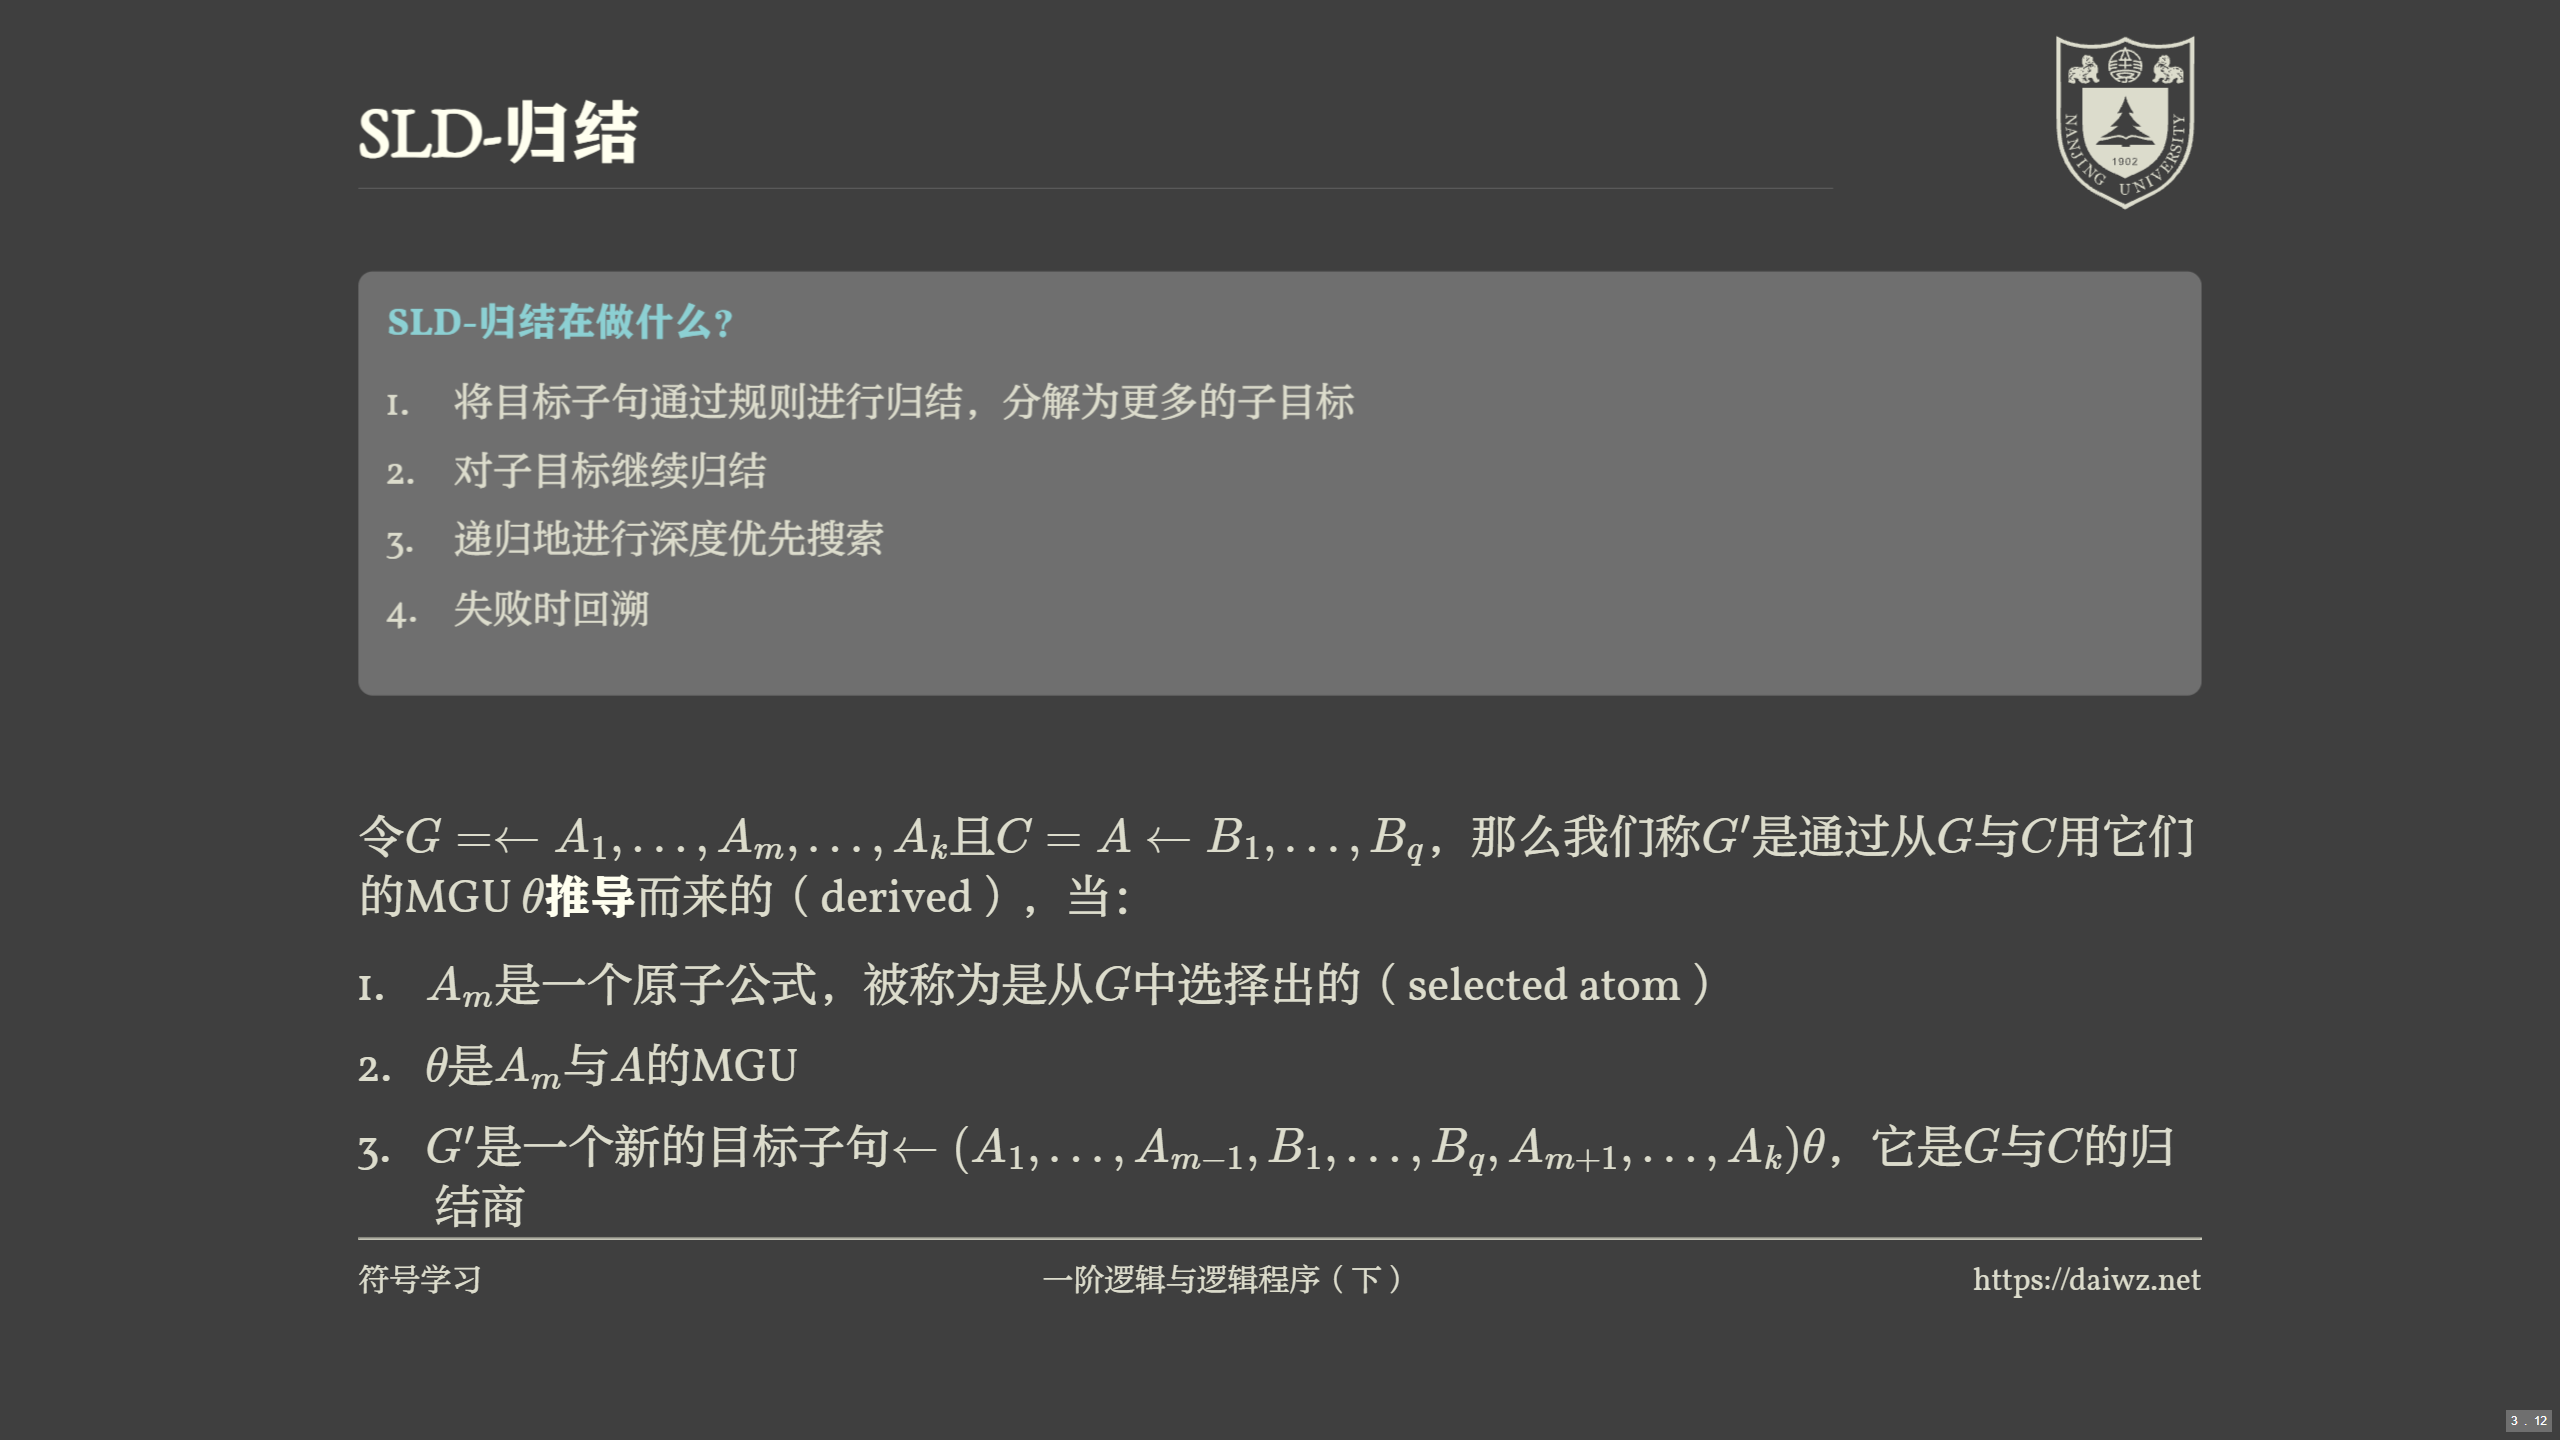 SLD-归结
NANJING UNIVERSITY
1902
SLD-归结在做什么？
1. 将目标子句通过规则进行归结，分解为更多的子目标
2. 对子目标继续归结
3. 递归地进行深度优先搜索
4. 失败时回溯
令G =← A₁, …, Aₘ, …, Aₖ且C = A ← B₁, …, B_q，那么我们称G′是通过从G与C用它们
的MGU θ推导而来的（derived），当：
1. Aₘ是一个原子公式，被称为是从G中选择出的（selected atom）
2. θ是Aₘ与A的MGU
3. G′是一个新的目标子句← (A₁, …, Aₘ₋₁, B₁, …, B_q, Aₘ₊₁, …, Aₖ)θ，它是G与C的归
结商
符号学习 一阶逻辑与逻辑程序（下） https://daiwz.net
3 . 12